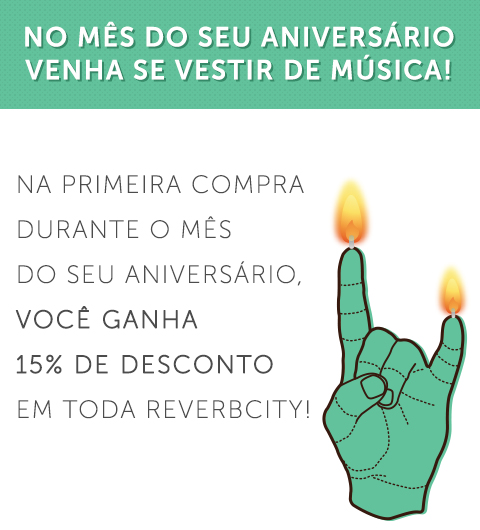 NO MÊS DO SEU ANIVERSÁRIO
VENHA SE VESTIR DE MÚSICA!
NA PRIMEIRA COMPRA
DURANTE O MÊS
DO SEU ANIVERSÁRIO,
VOCÊ GANHA
15% DE DESCONTO
EM TODA REVERBCITY!